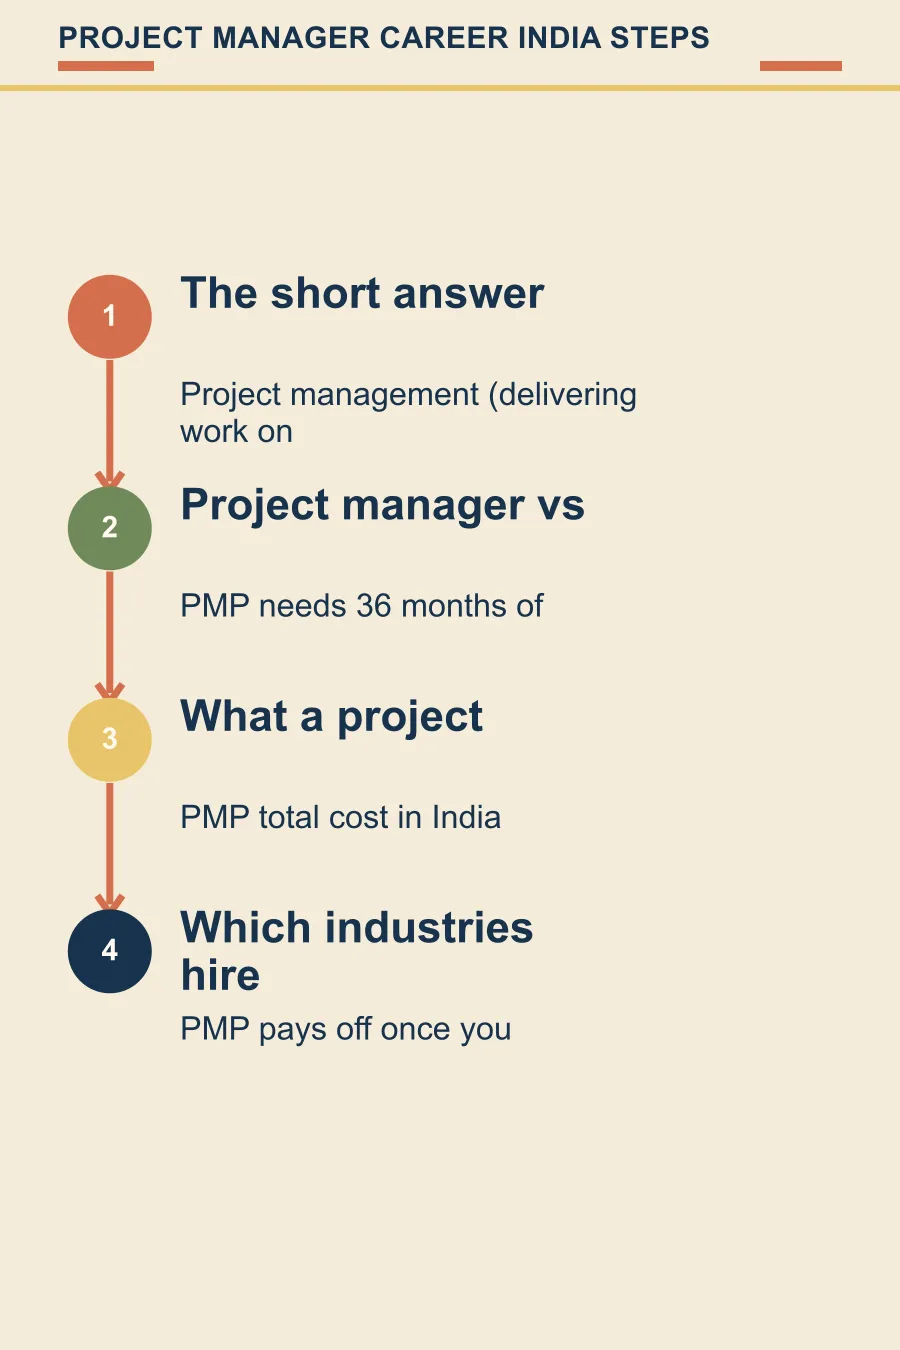 PROJECT MANAGER CAREER INDIA STEPS
1
The short answer
Project management (delivering
work on
2
Project manager vs
PMP needs 36 months of
3
What a project
PMP total cost in India
4
Which industries
hire
PMP pays off once you